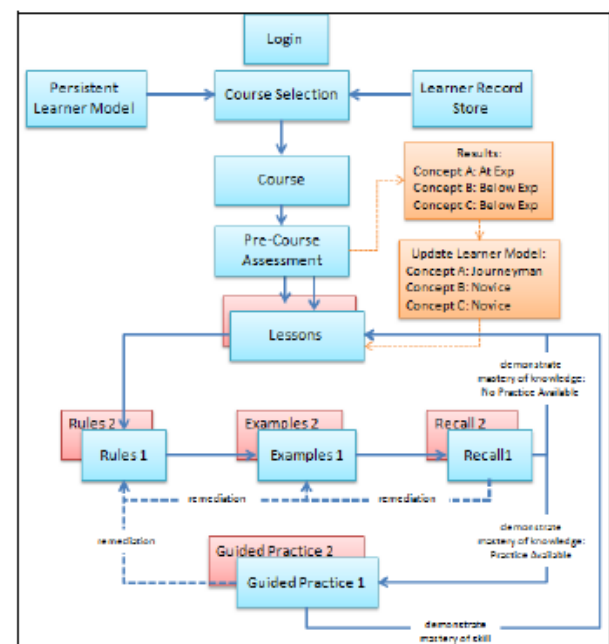 Login
Persistent
Learner Model
Course Selection
Learner Record
Store
Course
Results:
Concept A: At Exp
Concept B: Below Exp
Concept C: Below Exp
Pre-Course
Assessment
Update Learner Model:
Concept A: Journeyman
Concept B: Novice
Concept C: Novice
Lessons
demonstrate
mastery of knowledge:
No Practice Available
Rules 2
Examples 2
Recall 2
Rules 1
Examples 1
Recall1
remediation
remediation
remediation
demonstrate
mastery of knowledge:
Practice Available
Guided Practice 2
Guided Practice 1
demonstrate
mastery of skill